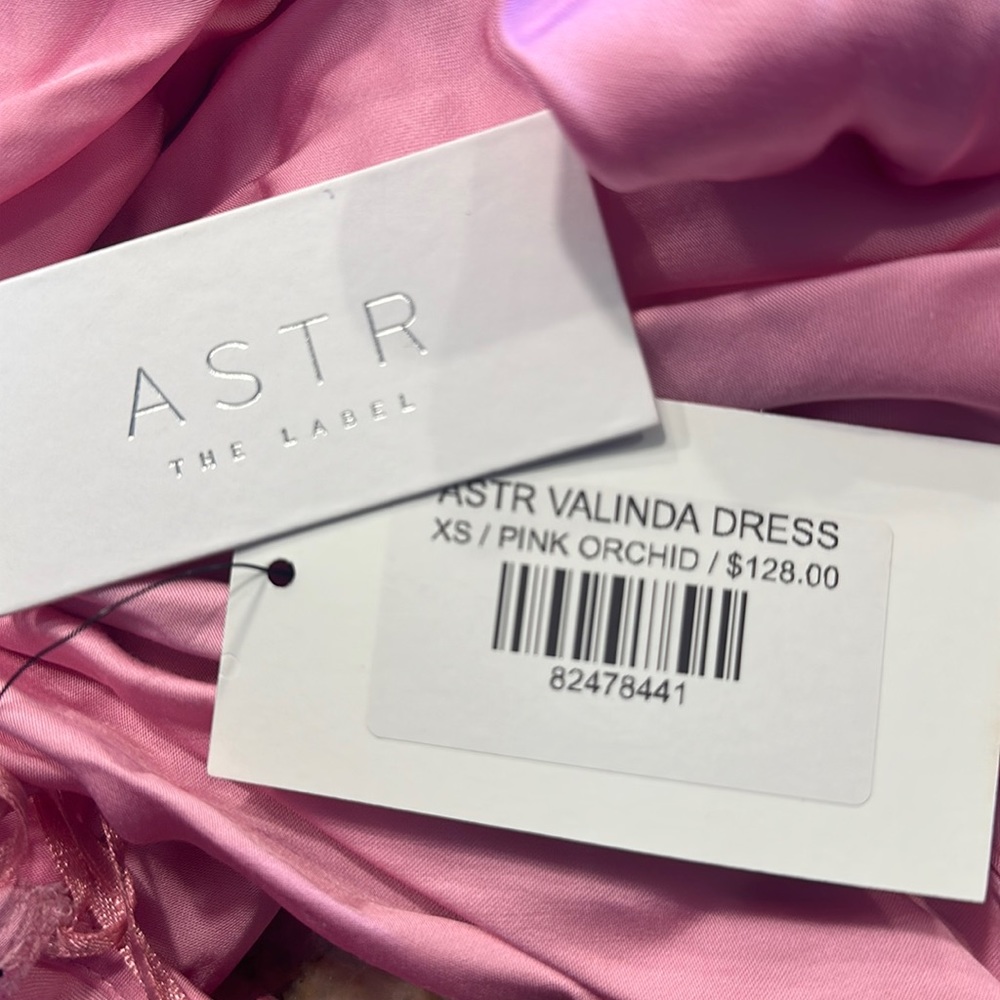 ASTR
THE LABEL
ASTR VALINDA DRESS
XS / PINK ORCHID / $128.00
82478441